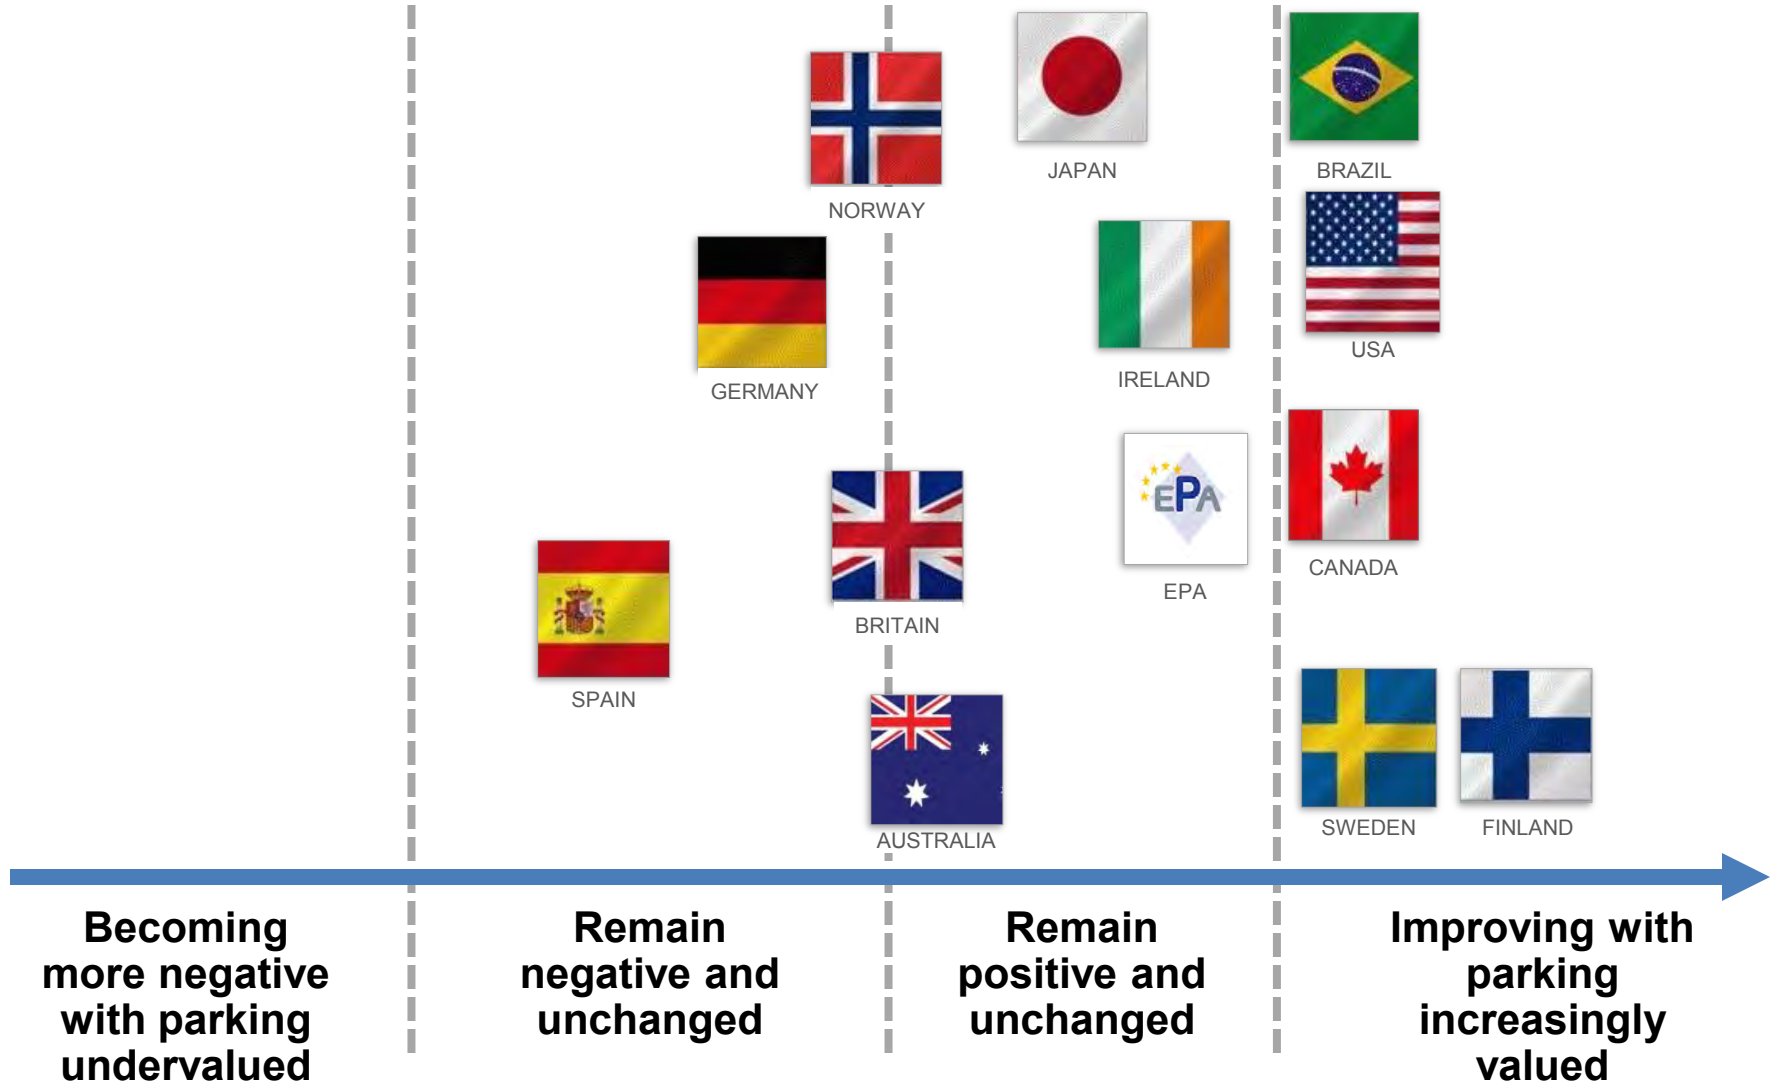 JAPAN
BRAZIL
NORWAY
USA
IRELAND
GERMANY
EPA
CANADA
EPA
BRITAIN
SPAIN
SWEDEN
FINLAND
AUSTRALIA
Becoming
more negative
with parking
undervalued
Remain
negative and
unchanged
Remain
positive and
unchanged
Improving with
parking
increasingly
valued